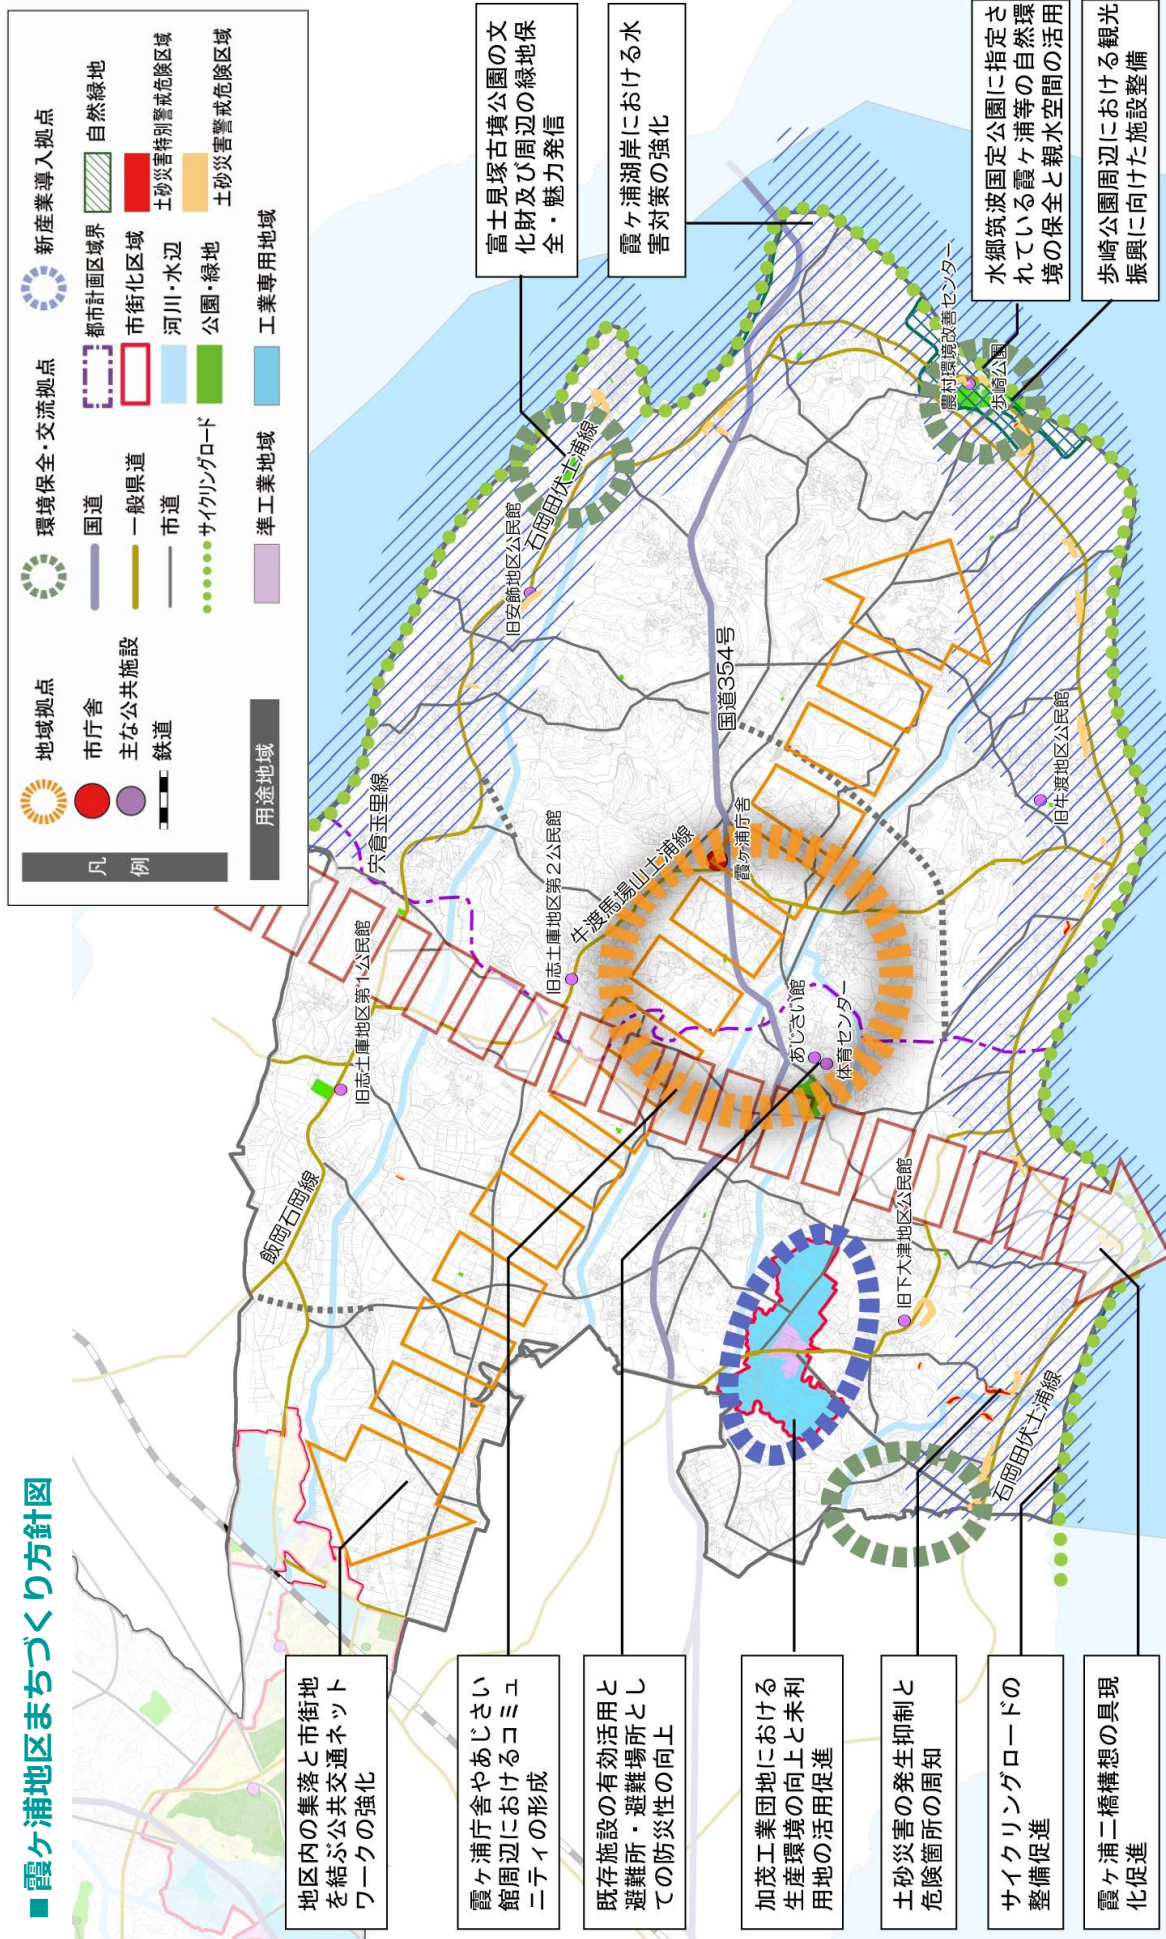 ■霞ヶ浦地区まちづくり方針図
凡例
地域拠点
環境保全・交流拠点
新産業導入拠点
市庁舎
国道
都市計画区域界
自然緑地
主な公共施設
一般県道
市街化区域
土砂災害特別警戒危険区域
鉄道
市道
河川・水辺
土砂災害警戒危険区域
サイクリングロード
公園・緑地
用途地域
準工業地域
工業専用地域
地区内の集落と市街地
を結ぶ公共交通ネット
ワークの強化
霞ヶ浦庁舎やあじさい
館周辺におけるコミュ
ニティの形成
既存施設の有効活用と
避難所・避難場所とし
ての防災性の向上
加茂工業団地における
生産環境の向上と未利
用地の活用促進
土砂災害の発生抑制と
危険箇所の周知
サイクリングロードの
整備促進
霞ヶ浦二橋構想の具現
化促進
富士見塚古墳公園の文
化財及び周辺の緑地保
全・魅力発信
霞ヶ浦湖岸における水
害対策の強化
水郷筑波国定公園に指定さ
れている霞ヶ浦等の自然環
境の保全と親水空間の活用
歩崎公園周辺における観光
振興に向けた施設整備
飯岡石岡線
旧志士庫地区第1公民館
宍倉玉里線
旧志士庫地区第2公民館
牛渡馬場山土浦線
旧安飾地区公民館
石岡田伏土浦線
国道354号
霞ヶ浦庁舎
あじさい館
体育センター
農村環境改善センター
歩崎公園
旧牛渡地区公民館
旧下大津地区公民館
石岡田伏土浦線